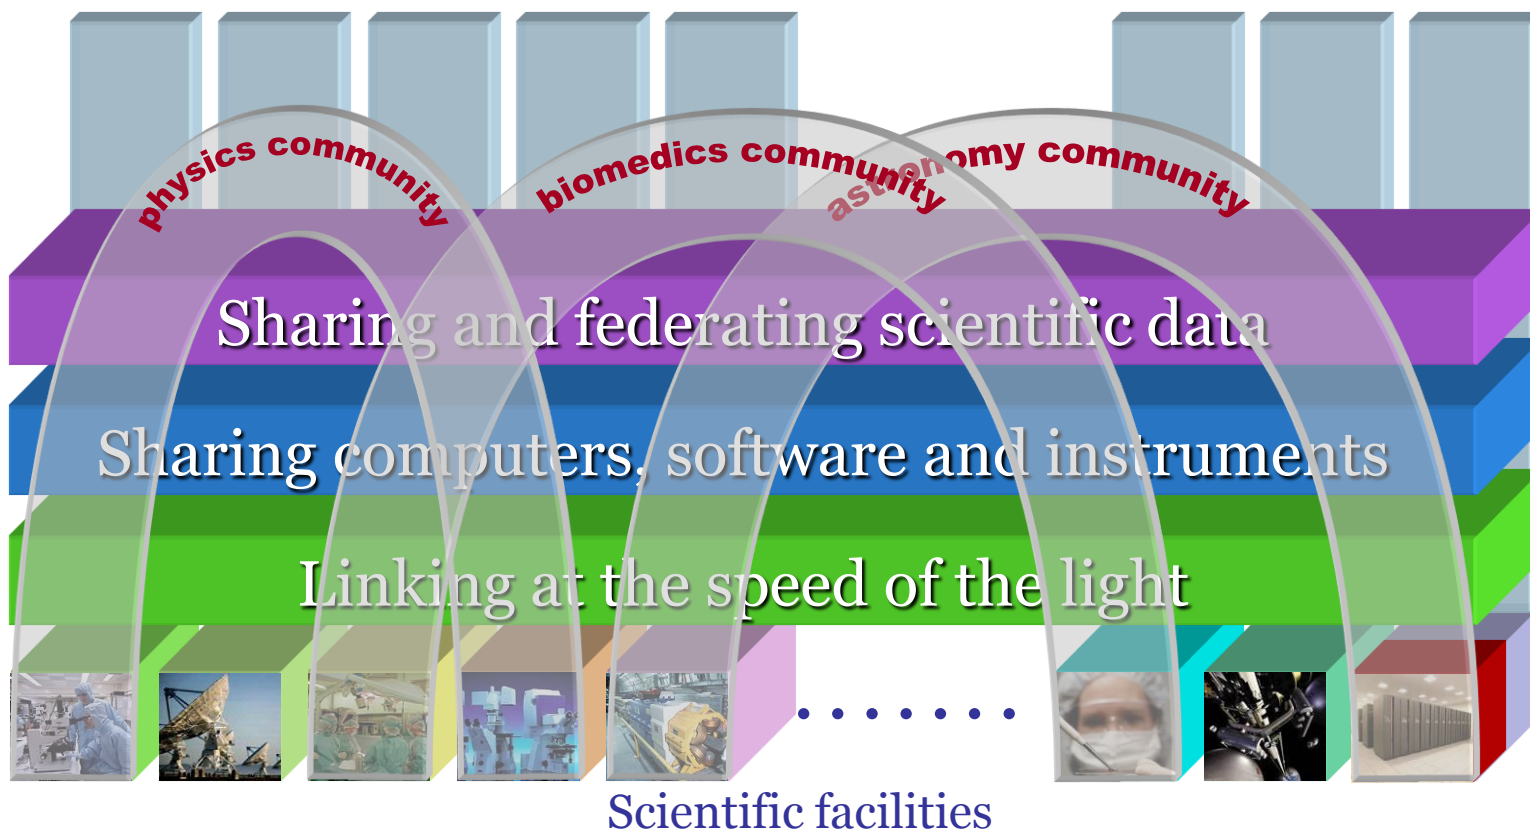 physics community
biomedics community
astronomy community
Sharing and federating scientific data
Sharing computers, software and instruments
Linking at the speed of the light
Scientific facilities